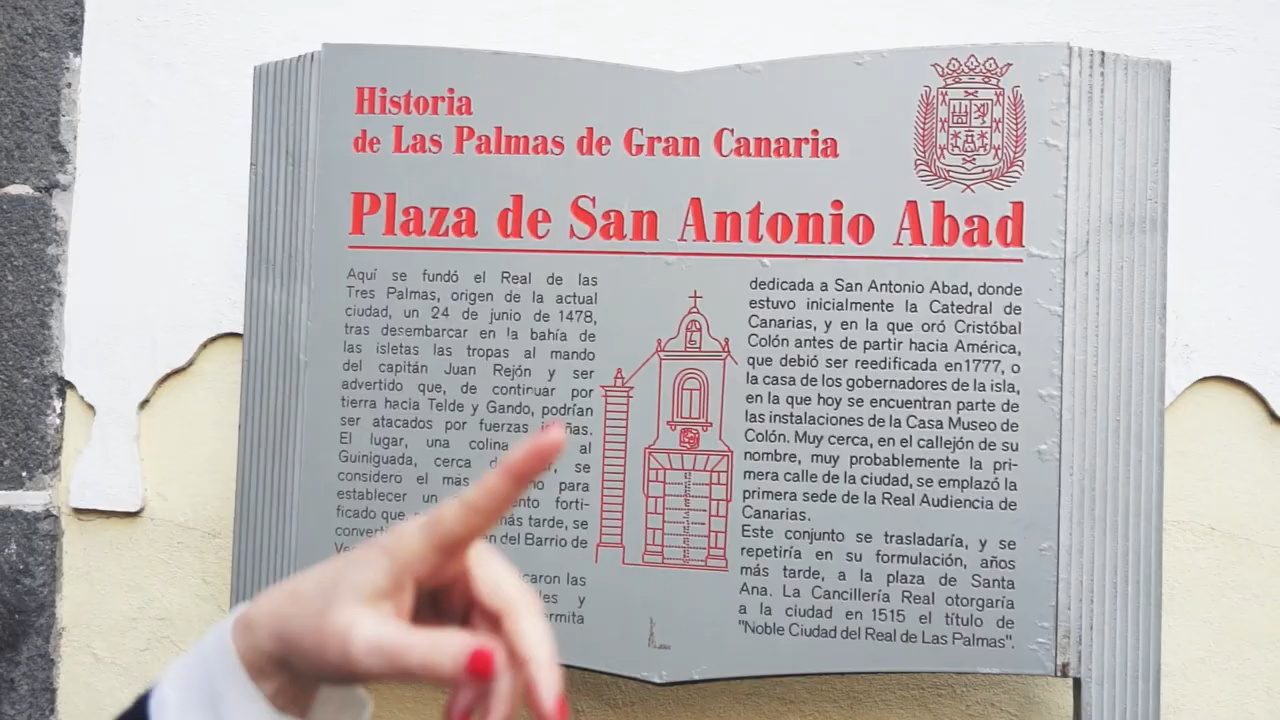 Historia
de Las Palmas de Gran Canaria
Plaza de San Antonio Abad
Aquí se fundó el Real de las
Tres Palmas, origen de la actual
ciudad, un 24 de junio de 1478,
tras desembarcar en la bahía de
las isletas las tropas al mando
del capitán Juan Rejón y ser
advertido que, de continuar por
tierra hacia Telde y Gando, podrían
ser atacados por fuerzas
El lugar, una colina al
Guiniguada, cerca se
considero el más para
establecer un forti-
ficado que, más tarde, se
del Barrio de
las
y
dedicada a San Antonio Abad, donde
estuvo inicialmente la Catedral de
Canarias, y en la que oró Cristóbal
Colón antes de partir hacia América,
que debió ser reedificada en1777, o
la casa de los gobernadores de la isla,
en la que hoy se encuentran parte de
las instalaciones de la Casa Museo de
Colón. Muy cerca, en el callejón de su
nombre, muy probablemente la pri-
mera calle de la ciudad, se emplazó la
primera sede de la Real Audiencia de
Canarias.
Este conjunto se trasladaría, y se
repetiría en su formulación, años
más tarde, a la plaza de Santa
Ana. La Cancillería Real otorgaría
a la ciudad en 1515 el título de
"Noble Ciudad del Real de Las Palmas".